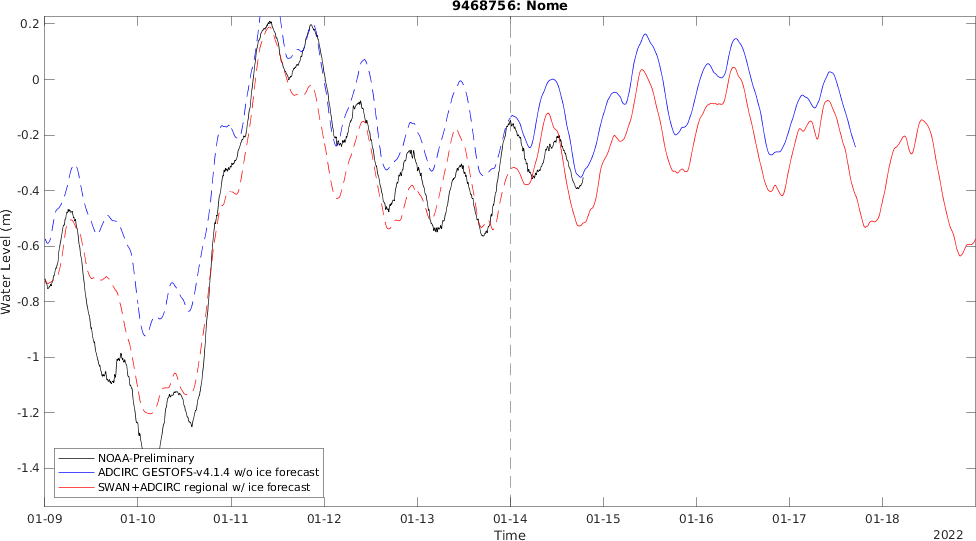 9468756: Nome
0.2
0
-0.2
-0.4
-0.6
-0.8
-1
-1.2
-1.4
Water Level (m)
NOAA-Preliminary
ADCIRC GESTOFS-v4.1.4 w/o ice forecast
SWAN+ADCIRC regional w/ ice forecast
01-09 01-10 01-11 01-12 01-13 01-14 01-15 01-16 01-17 01-18
Time
2022